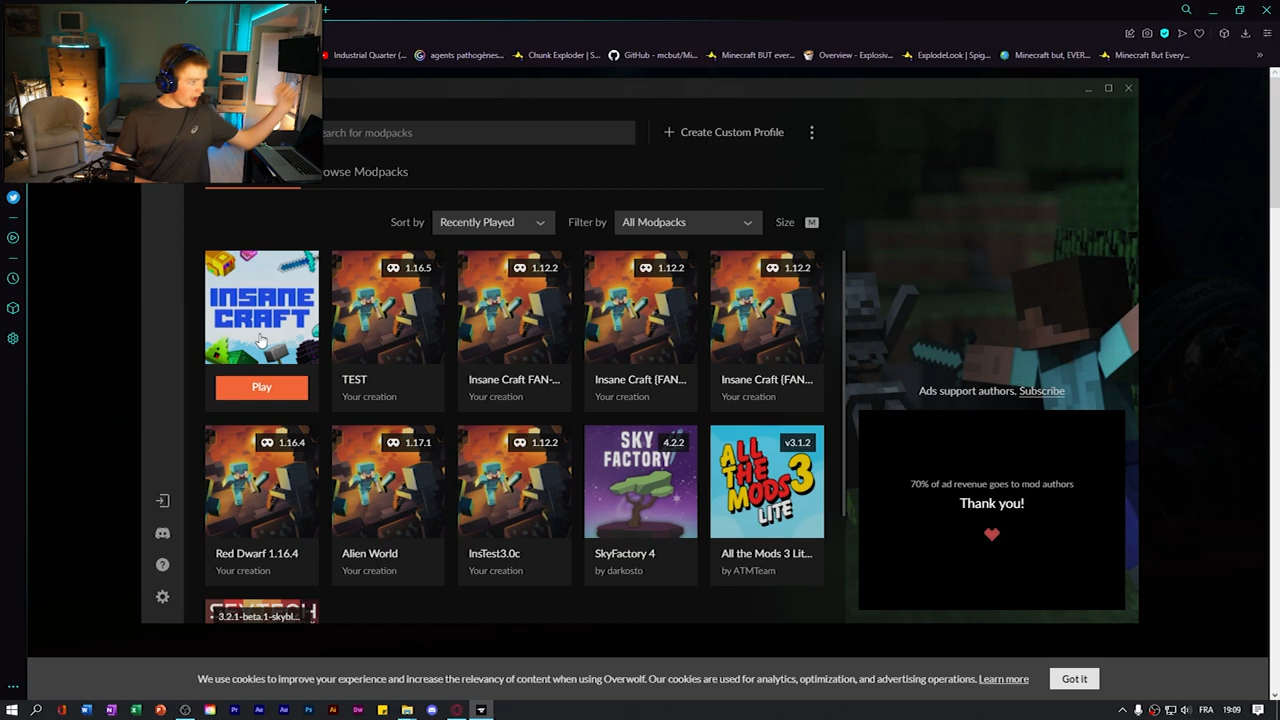 Industrial Quarter (...
agents pathogène...
Chunk Exploder | S...
GitHub - mcbut/Mi...
Minecraft BUT ever...
Overview - Explosiv...
ExplodeLook | Spig...
Minecraft but, EVER...
Minecraft But Every...
earch for modpacks
Create Custom Profile
owse Modpacks
Sort by
Recently Played
Filter by
All Modpacks
Size
M
INSANE
CRAFT
Play
1.16.5
TEST
Your creation
1.12.2
Insane Craft FAN-...
Your creation
1.12.2
Insane Craft {FAN...
Your creation
1.12.2
Insane Craft {FAN...
Your creation
1.16.4
Red Dwarf 1.16.4
Your creation
1.17.1
Alien World
Your creation
1.12.2
InsTest3.0c
Your creation
SKY
FACTORY
4.2.2
SkyFactory 4
by darkosto
v3.1.2
ALL
THE
MODS
3
LITE
All the Mods 3 Lit...
by ATMTeam
3.2.1-beta.1-skybl...
Ads support authors. Subscribe
70% of ad revenue goes to mod authors
Thank you!
We use cookies to improve your experience and increase the relevancy of content when using Overwolf. Our cookies are used for analytics, optimization, and advertising operations. Learn more
Got it
FRA
19:09